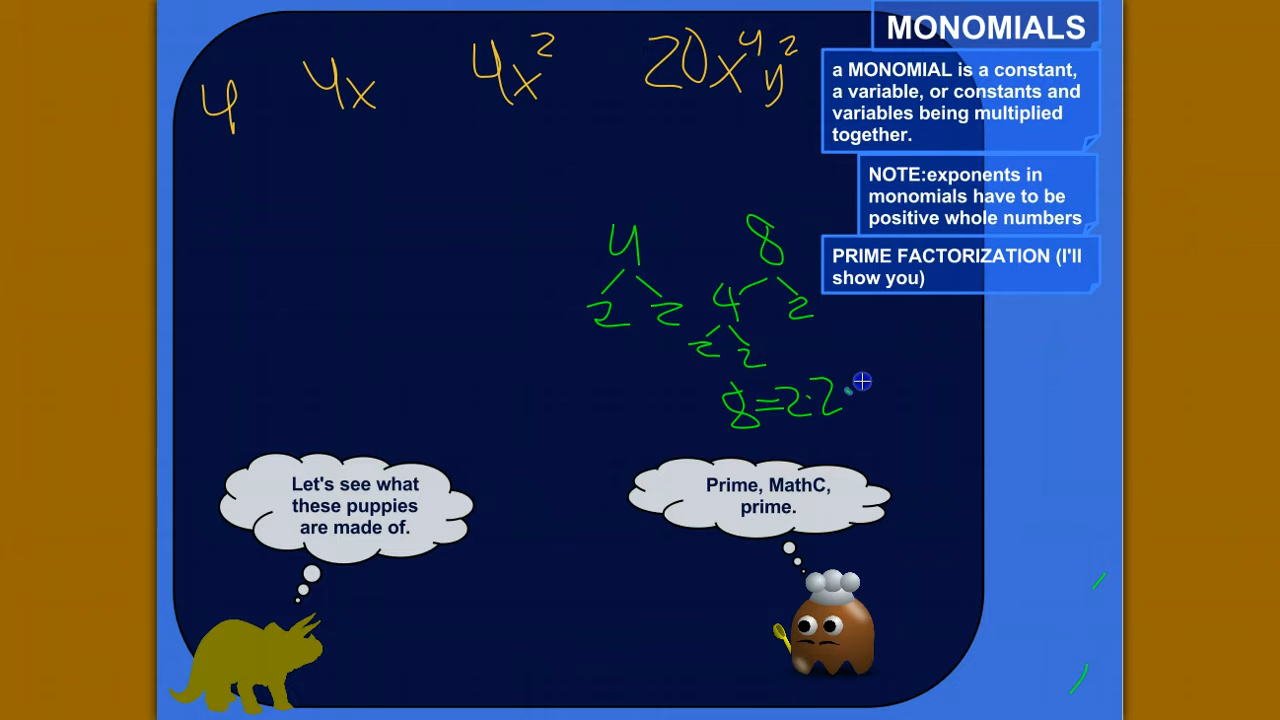 MONOMIALS
4 4x 4x² 20x⁴y²
a MONOMIAL is a constant,
a variable, or constants and
variables being multiplied
together.
NOTE:exponents in
monomials have to be
positive whole numbers
PRIME FACTORIZATION (I'll
show you)
4 8
2 2 4 2
2 2
8=2·2·
Let's see what
these puppies
are made of.
Prime, MathC,
prime.